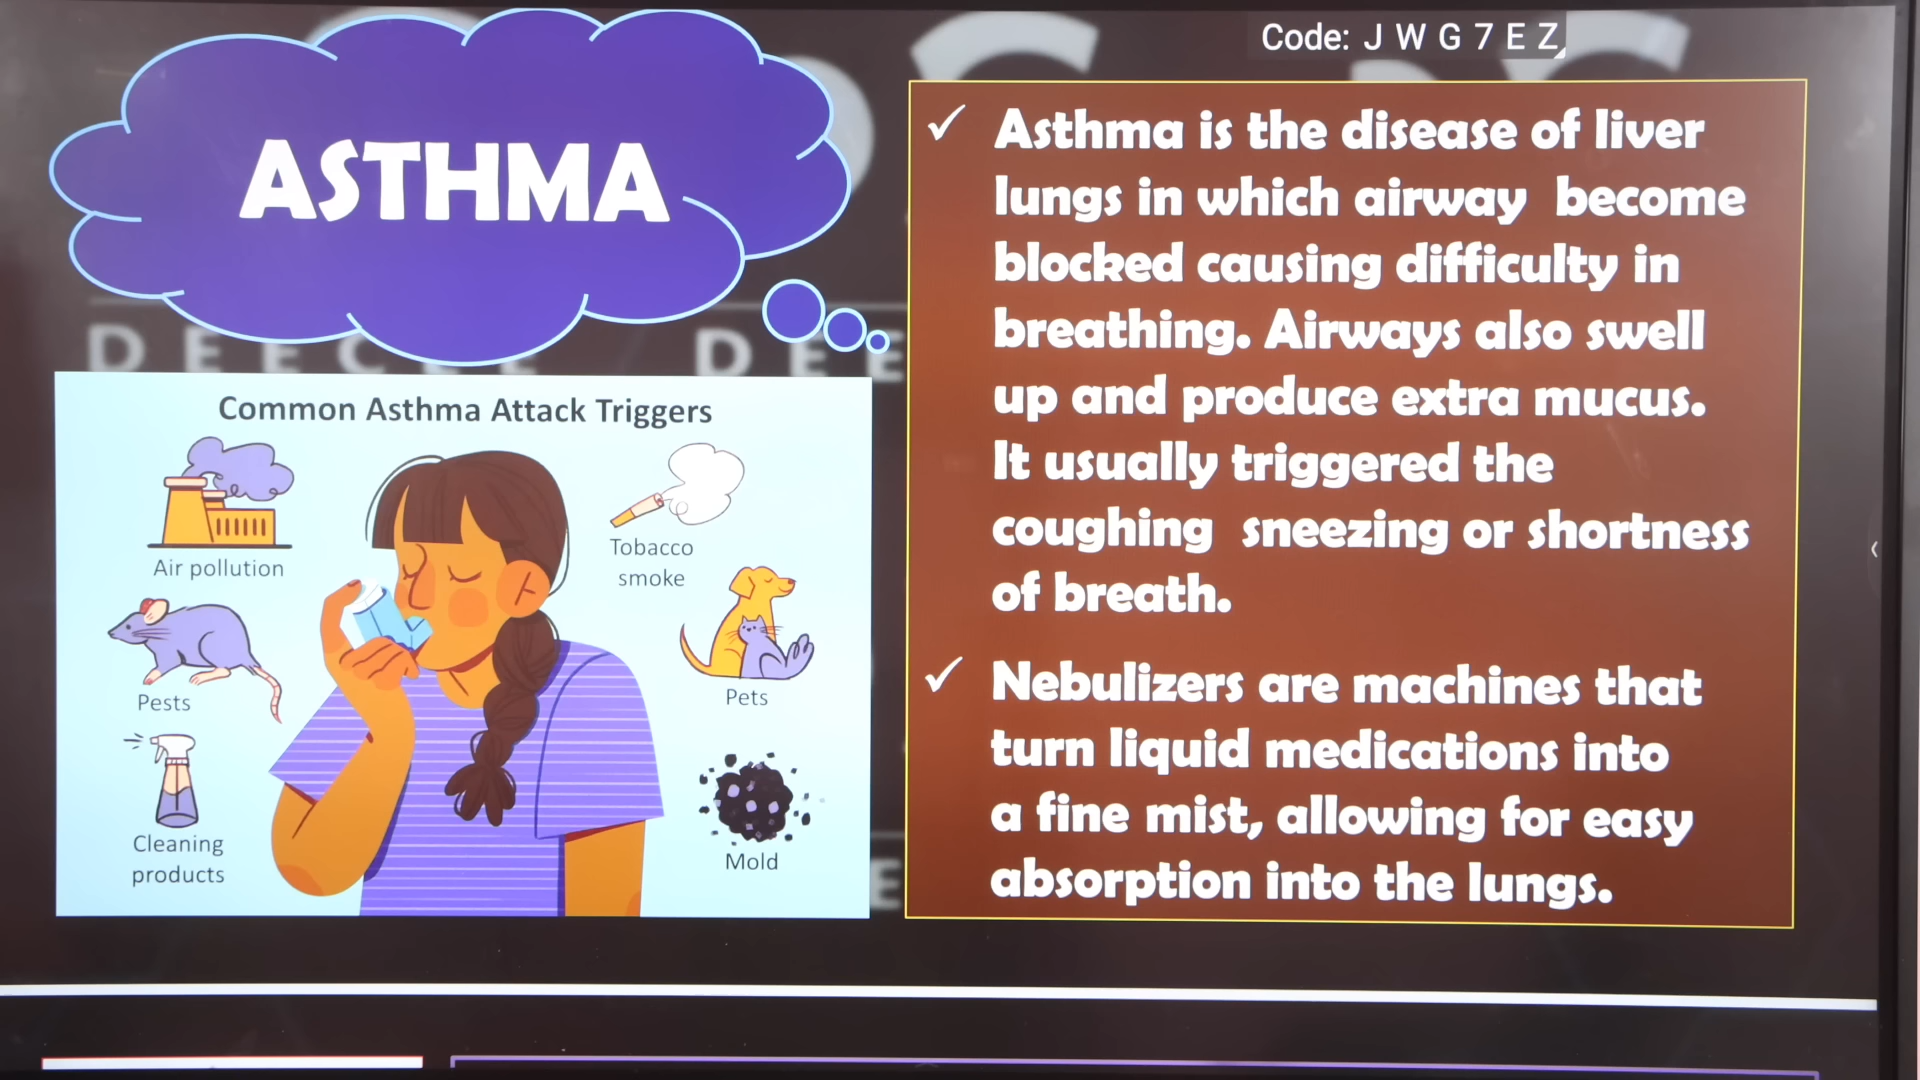 Code: J W G 7 E Z
ASTHMA
Common Asthma Attack Triggers
Air pollution
Tobacco
smoke
Pests
Pets
Cleaning
products
Mold
✓ Asthma is the disease of liver
lungs in which airway become
blocked causing difficulty in
breathing. Airways also swell
up and produce extra mucus.
It usually triggered the
coughing sneezing or shortness
of breath.
✓ Nebulizers are machines that
turn liquid medications into
a fine mist, allowing for easy
absorption into the lungs.